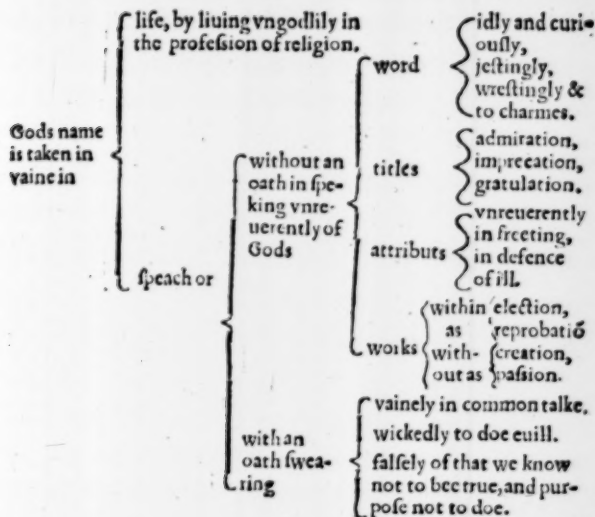 Gods name
is taken in
vaine in
life, by liuing vngodlily in
the profeſsion of religion.
ſpeach or
without an
oath in ſpe-
king vnre-
uerently of
Gods
word
idly and curi-
ouſly,
jeſtingly,
wreſtingly &
to charmes.
titles
admiration,
imprecation,
gratulation.
attributs
vnreuerently
in freeting,
in defence
of ill.
works
within
as
election,
reprobatiõ
with-
out as
creation,
paſsion.
with an
oath ſwea-
ring
vainely in common talke.
wickedly to doe euill.
falſely of that we know
not to bee true, and pur-
poſe not to doe.